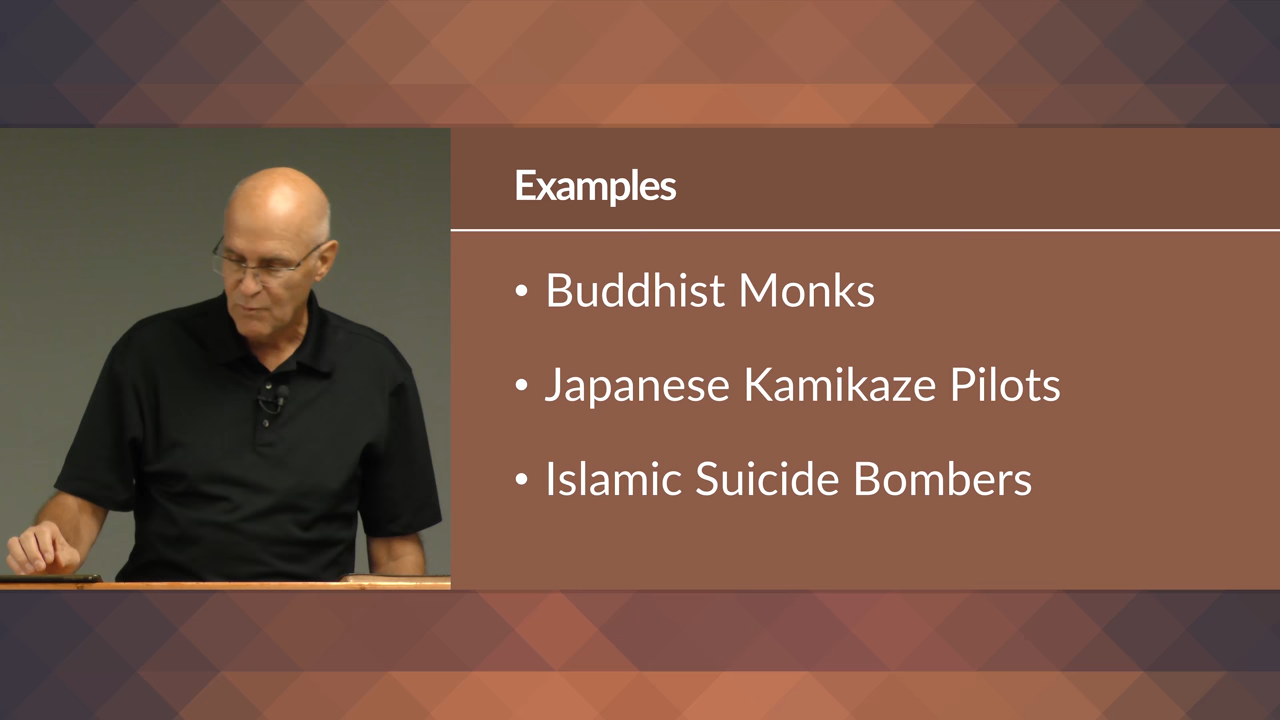 Examples
• Buddhist Monks
• Japanese Kamikaze Pilots
• Islamic Suicide Bombers